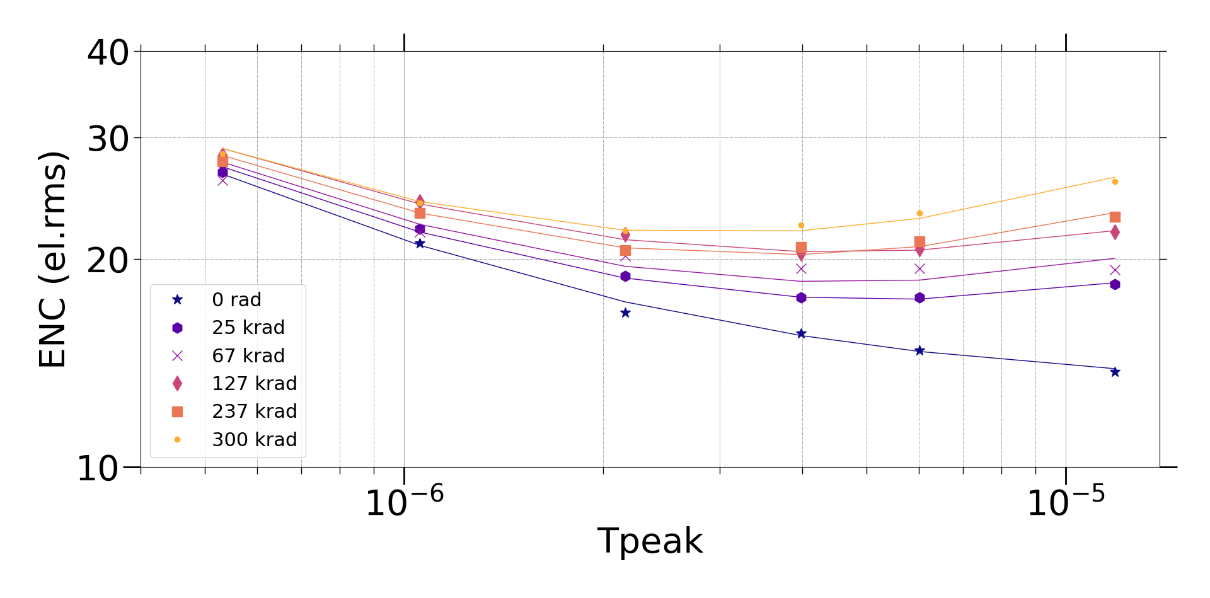 40
30
20
10
ENC (el.rms)
0 rad
25 krad
67 krad
127 krad
237 krad
300 krad
10⁻⁶ 10⁻⁵
Tpeak